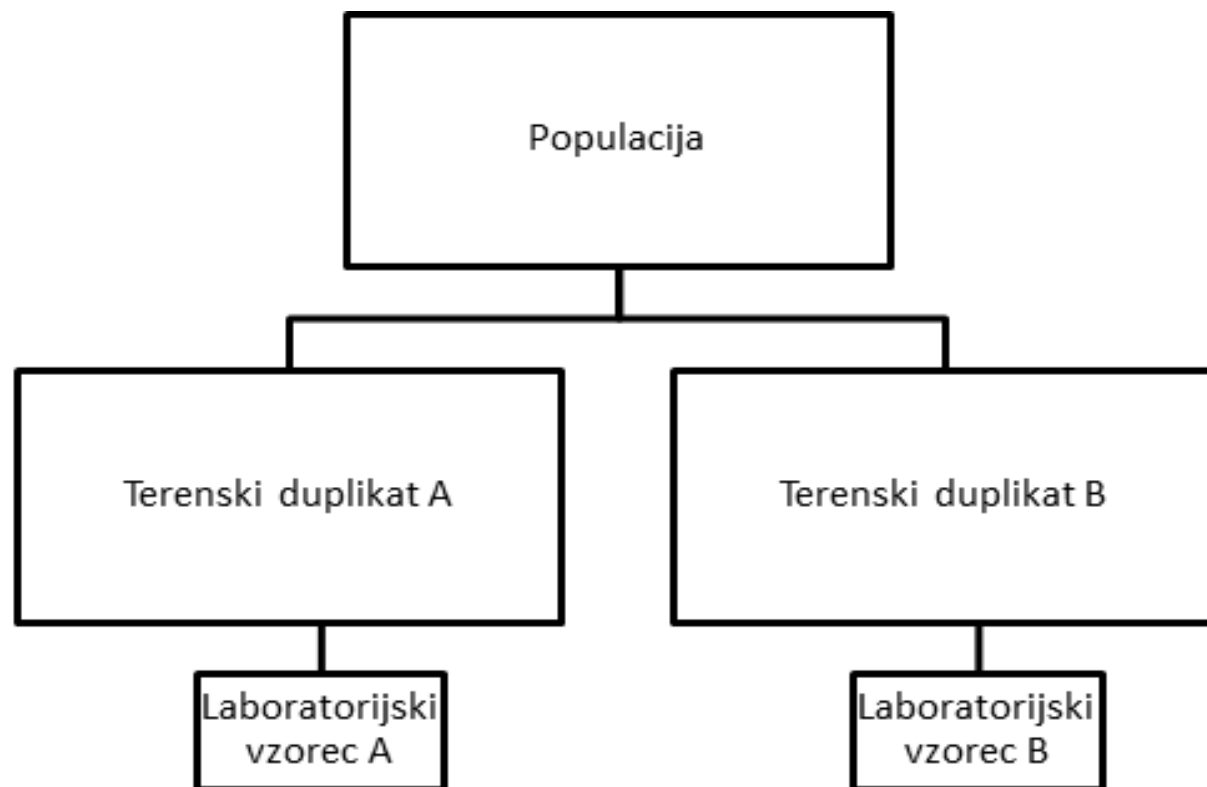 Populacija
Terenski duplikat A
Terenski duplikat B
Laboratorijski
vzorec A
Laboratorijski
vzorec B